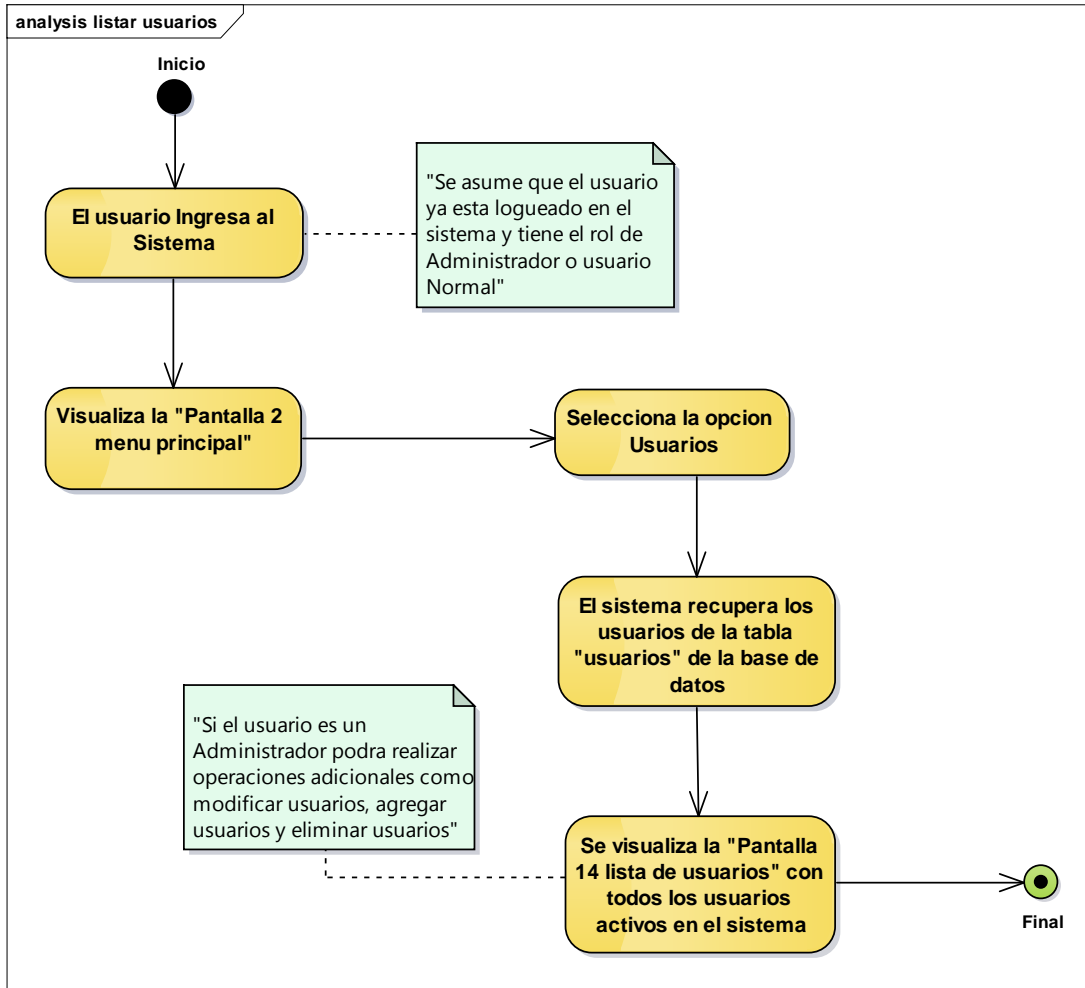 analysis listar usuarios
Inicio
El usuario Ingresa al
Sistema
"Se asume que el usuario
ya esta logueado en el
sistema y tiene el rol de
Administrador o usuario
Normal"
Visualiza la "Pantalla 2
menu principal"
Selecciona la opcion
Usuarios
El sistema recupera los
usuarios de la tabla
"usuarios" de la base de
datos
"Si el usuario es un
Administrador podra realizar
operaciones adicionales como
modificar usuarios, agregar
usuarios y eliminar usuarios"
Se visualiza la "Pantalla
14 lista de usuarios" con
todos los usuarios
activos en el sistema
Final